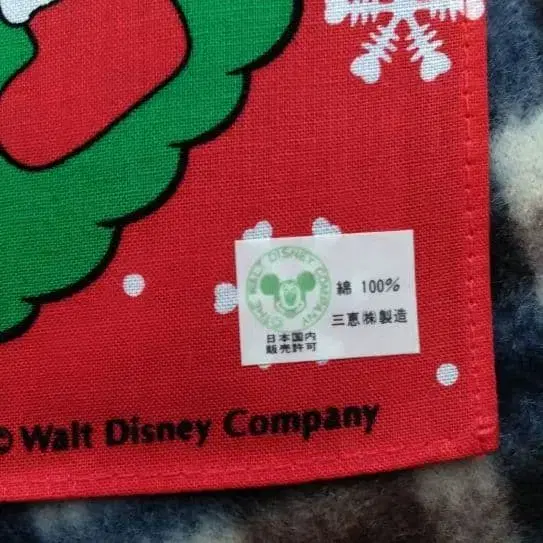 ©THE WALT DISNEY COMPANY
綿 100%
三恵㈱製造
日本国内
販売許可
© Walt Disney Company